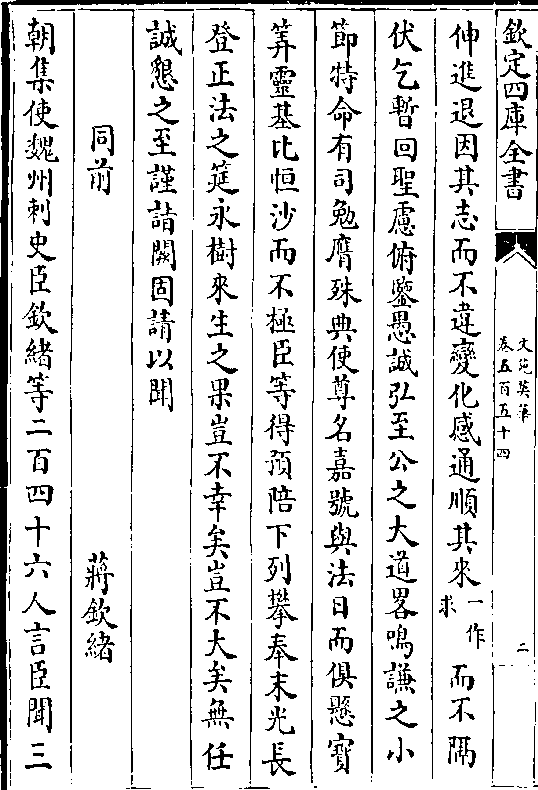 欽定四庫全書
文苑英華
卷五百五十四
二
伸進退因其志而不違變化感通順其來一作求而不隔
伏乞暫回聖慮俯鑒愚誠弘至公之大道畧鳴謙之小
節特命有司勉膺殊典使尊名嘉號與法日而俱懸寳
筭靈基比恒沙而不極臣等得預陪下列攀奉末光長
登正法之筵永樹來生之果豈不幸矣豈不大矣無任
誠懇之至謹詣闕固請以聞
同前　蔣欽緒
朝集使魏州刺史臣欽緒等二百四十六人言臣聞三